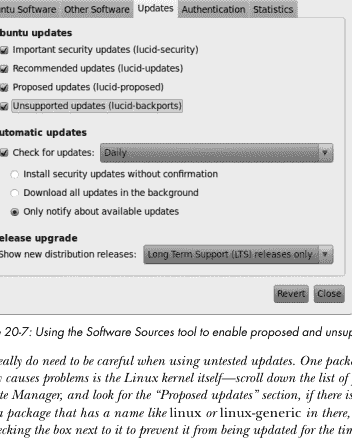 ntu Software Other Software Updates Authentication Statistics
buntu updates
Important security updates (lucid-security)
Recommended updates (lucid-updates)
Proposed updates (lucid-proposed)
Unsupported updates (lucid-backports)
utomatic updates
Check for updates: Daily
Install security updates without confirmation
Download all updates in the background
Only notify about available updates
elease upgrade
Show new distribution releases: Long Term Support (LTS) releases only
Revert Close
20-7: Using the Software Sources tool to enable proposed and unsup
eally do need to be careful when using untested updates. One pack
causes problems is the Linux kernel itself—scroll down the list of
te Manager, and look for the “Proposed updates” section, if there is
a package that has a name like linux or linux-generic in there,
ecking the box next to it to prevent it from being updated for the tim